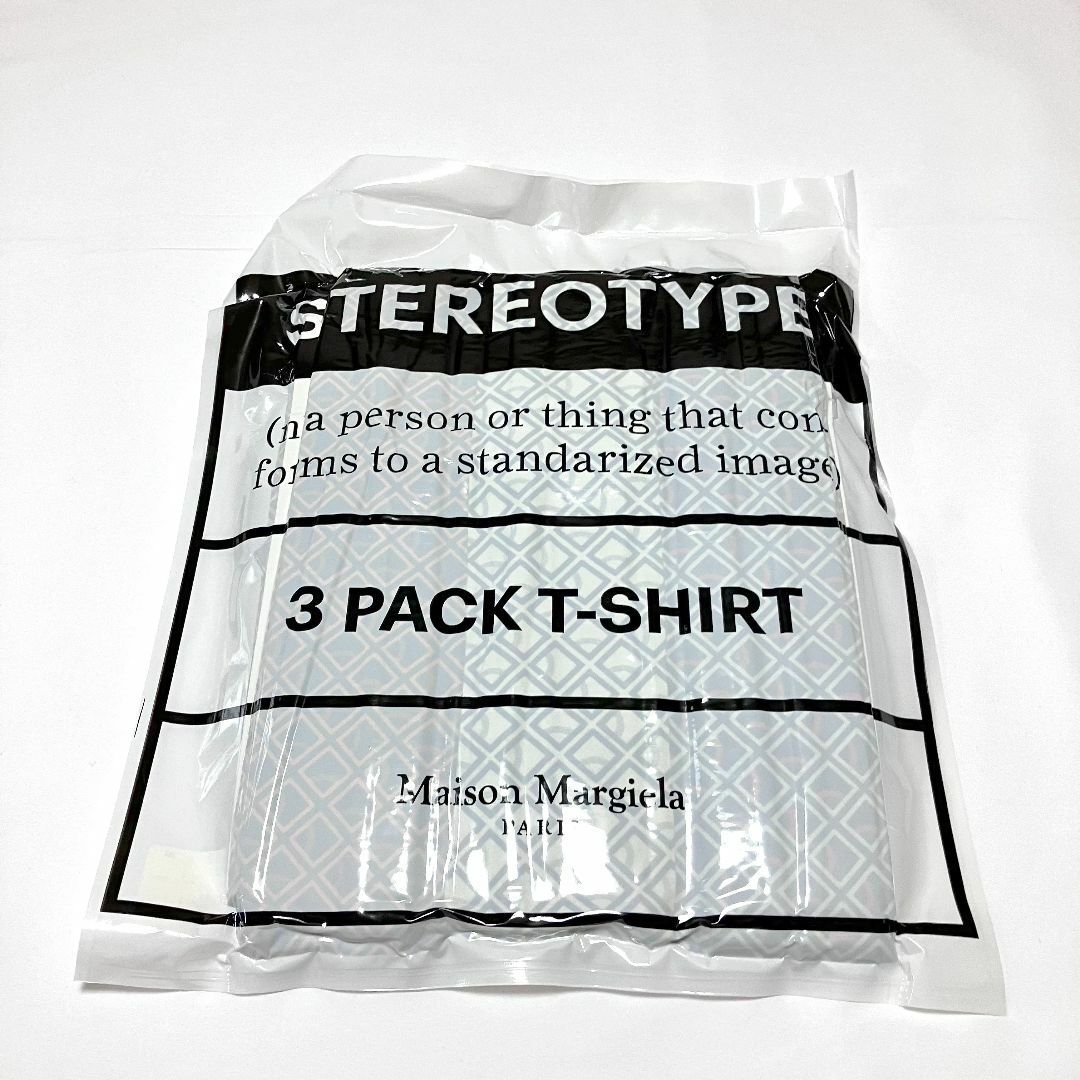 STEREOTYPE
(n a person or thing that con
forms to a standarized image)
3 PACK T-SHIRT
Maison Margiela
PARIS